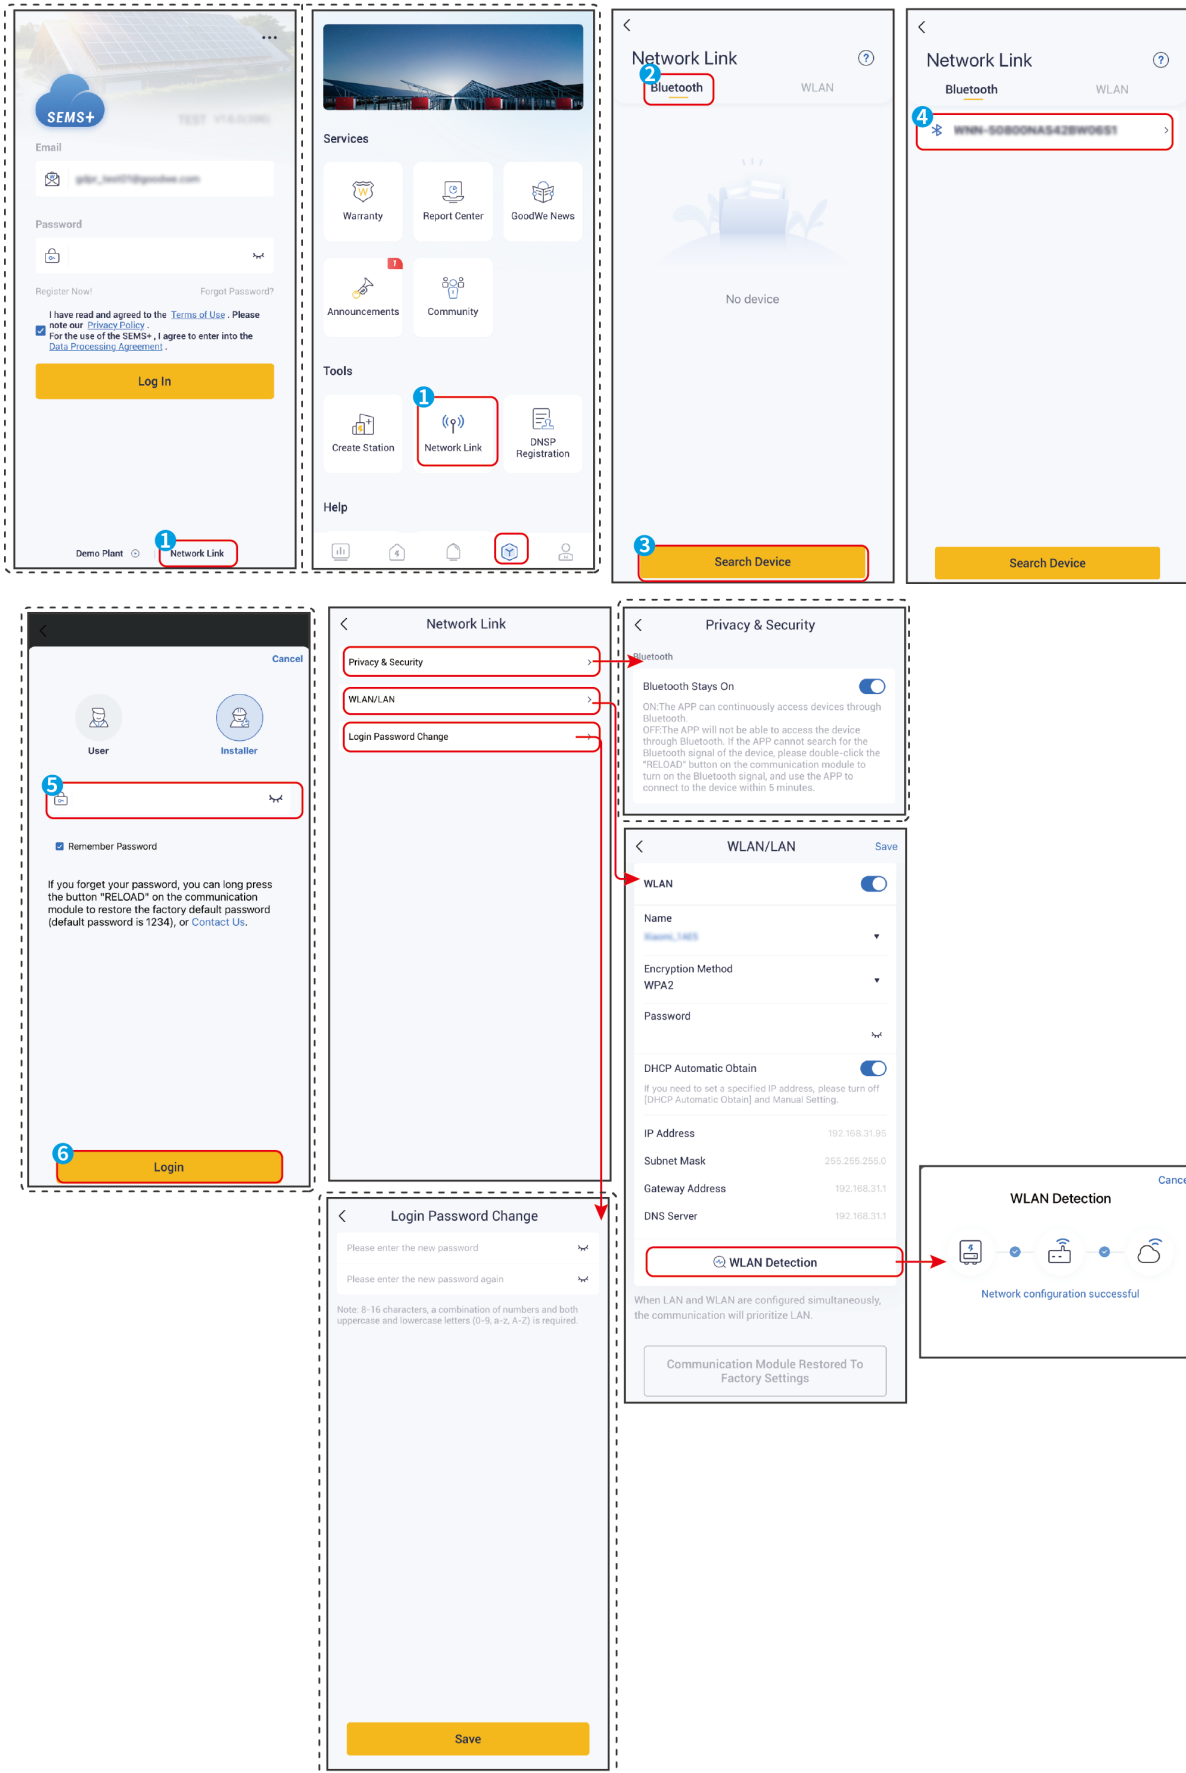 SEMS+
Email
Password
Register Now!
Forgot Password?
I have read and agreed to the Terms of Use . Please
note our Privacy Policy .
For the use of the SEMS+ , I agree to enter into the
Data Processing Agreement .
Log In
Demo Plant
1
Network Link
Services
Warranty
Report Center
GoodWe News
1
Announcements
Community
Tools
1
Create Station
Network Link
DNSP
Registration
Help
Network Link
?
2
Bluetooth
WLAN
No device
3
Search Device
Network Link
?
Bluetooth
WLAN
4
Search Device
Cancel
User
Installer
5
Remember Password
If you forget your password, you can long press
the button "RELOAD" on the communication
module to restore the factory default password
(default password is 1234), or Contact Us.
6
Login
Network Link
Privacy & Security
WLAN/LAN
Login Password Change
Privacy & Security
Bluetooth
Bluetooth Stays On
ON:The APP can continuously access devices through
Bluetooth.
OFF:The APP will not be able to access the device
through Bluetooth. If the APP cannot search for the
Bluetooth signal of the device, please double-click the
"RELOAD" button on the communication module to
turn on the Bluetooth signal, and use the APP to
connect to the device within 5 minutes.
WLAN/LAN
Save
WLAN
Name
Encryption Method
WPA2
Password
DHCP Automatic Obtain
If you need to set a specified IP address, please turn off
[DHCP Automatic Obtain] and Manual Setting.
IP Address
192.168.31.95
Subnet Mask
255.255.255.0
Gateway Address
192.168.31.1
DNS Server
192.168.31.1
WLAN Detection
When LAN and WLAN are configured simultaneously,
the communication will prioritize LAN.
Communication Module Restored To
Factory Settings
Cance
WLAN Detection
Network configuration successful
Login Password Change
Please enter the new password
Please enter the new password again
Note: 8-16 characters, a combination of numbers and both
uppercase and lowercase letters (0-9, a-z, A-Z) is required.
Save